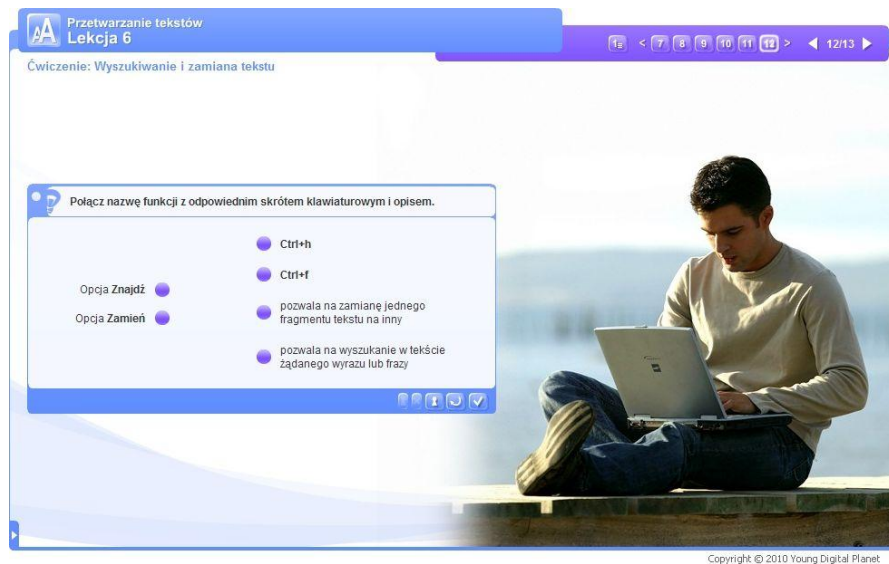 Przetwarzanie tekstów
Lekcja 6
< 7 8 9 10 11 12 > 12/13
Ćwiczenie: Wyszukiwanie i zamiana tekstu
Połącz nazwę funkcji z odpowiednim skrótem klawiaturowym i opisem.
Ctrl+h
Ctrl+f
Opcja Znajdź
Opcja Zamień
pozwala na zamianę jednego
fragmentu tekstu na inny
pozwala na wyszukanie w tekście
żądanego wyrazu lub frazy
Copyright © 2010 Young Digital Planet